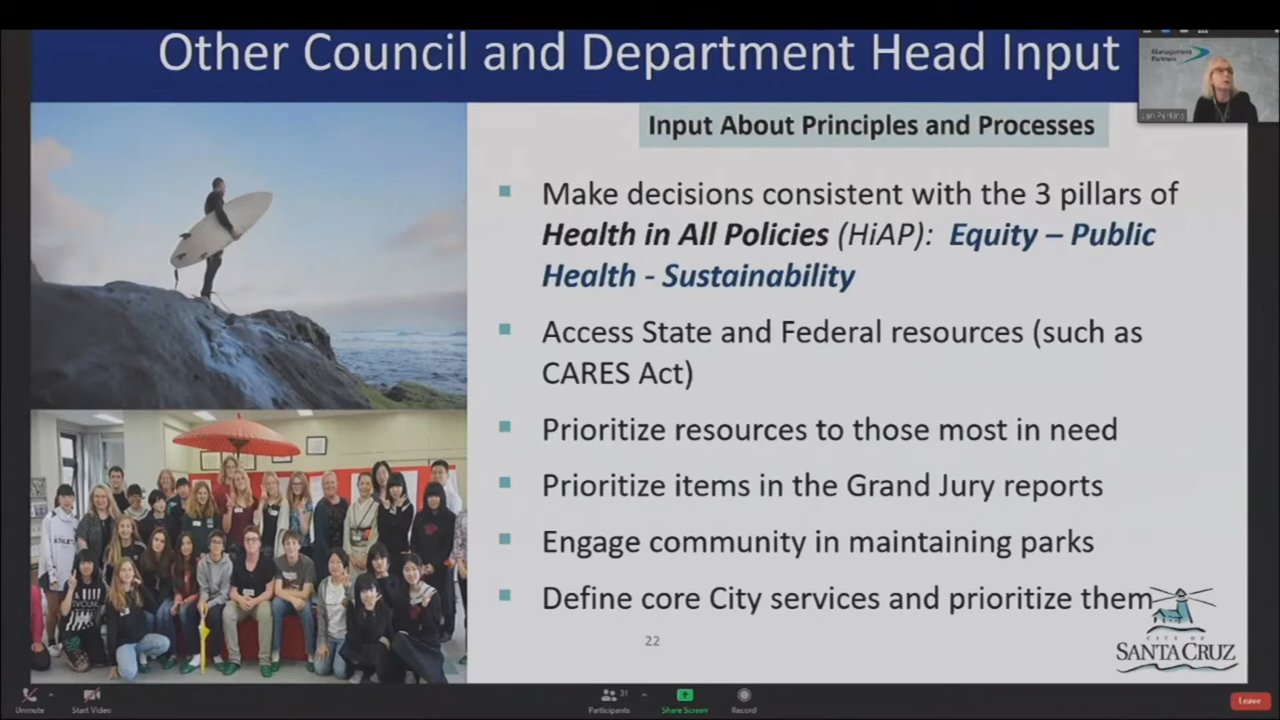 Other Council and Department Head Input
Management
Partners
Jan Perkins
Input About Principles and Processes
Make decisions consistent with the 3 pillars of
Health in All Policies (HiAP): Equity – Public
Health - Sustainability
Access State and Federal resources (such as
CARES Act)
Prioritize resources to those most in need
Prioritize items in the Grand Jury reports
Engage community in maintaining parks
Define core City services and prioritize them
22
CITY OF
SANTA CRUZ
Unmute
Start Video
Participants
31
Share Screen
Record
Leave